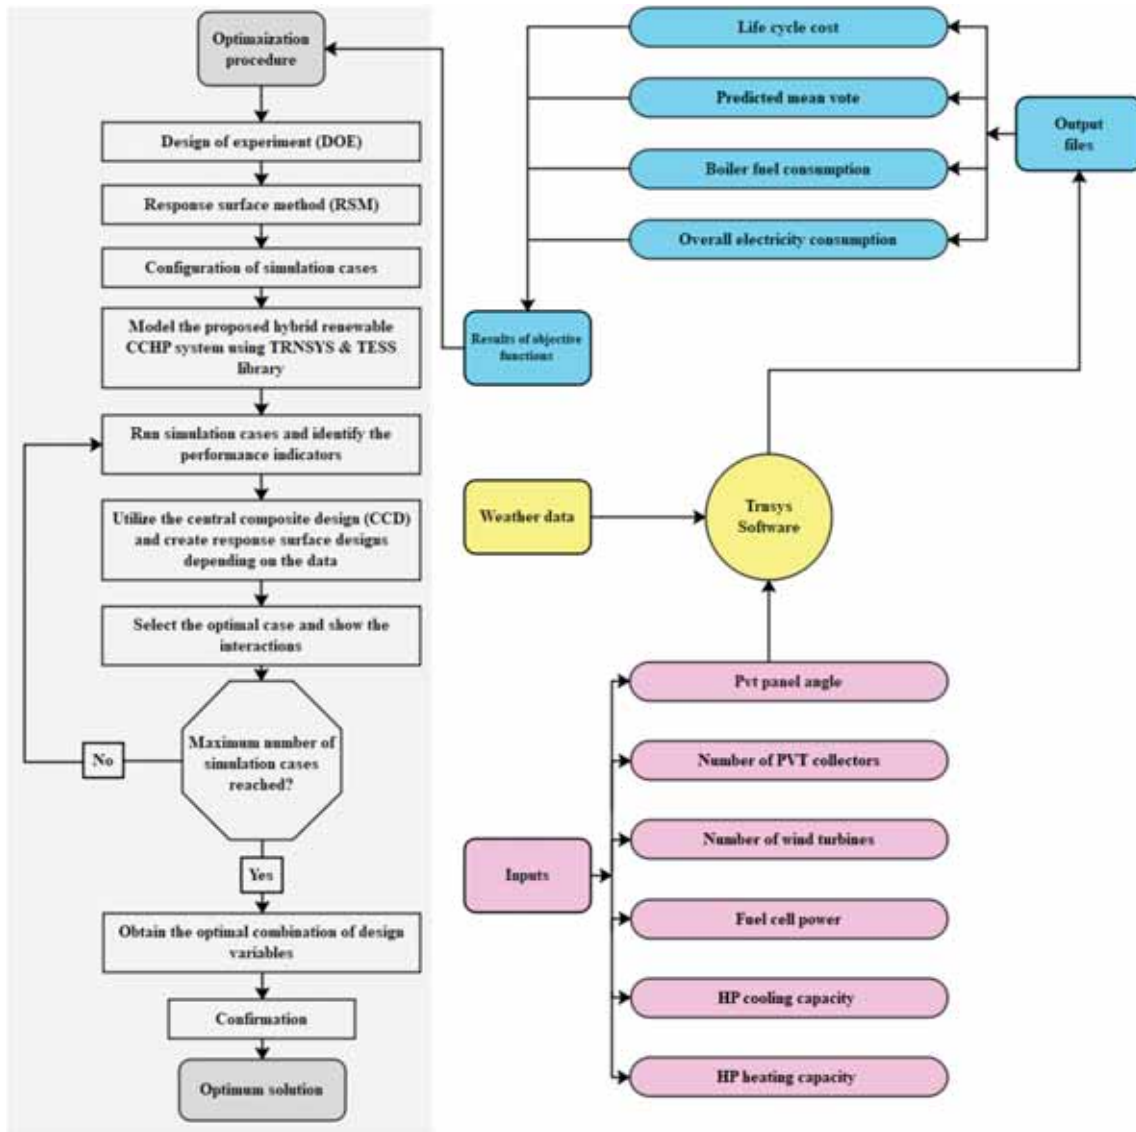 Optimaization
procedure
Design of experiment (DOE)
Response surface method (RSM)
Configuration of simulation cases
Model the proposed hybrid renewable
CCHP system using TRNSYS & TESS
library
Run simulation cases and identify the
performance indicators
Utilize the central composite design (CCD)
and create response surface designs
depending on the data
Select the optimal case and show the
interactions
Maximum number of
simulation cases
reached?
No
Yes
Obtain the optimal combination of design
variables
Confirmation
Optimum solution
Life cycle cost
Predicted mean vote
Boiler fuel consumption
Overall electricity consumption
Output
files
Results of objective
functions
Weather data
Trnsys
Software
Inputs
Pvt panel angle
Number of PVT collectors
Number of wind turbines
Fuel cell power
HP cooling capacity
HP heating capacity